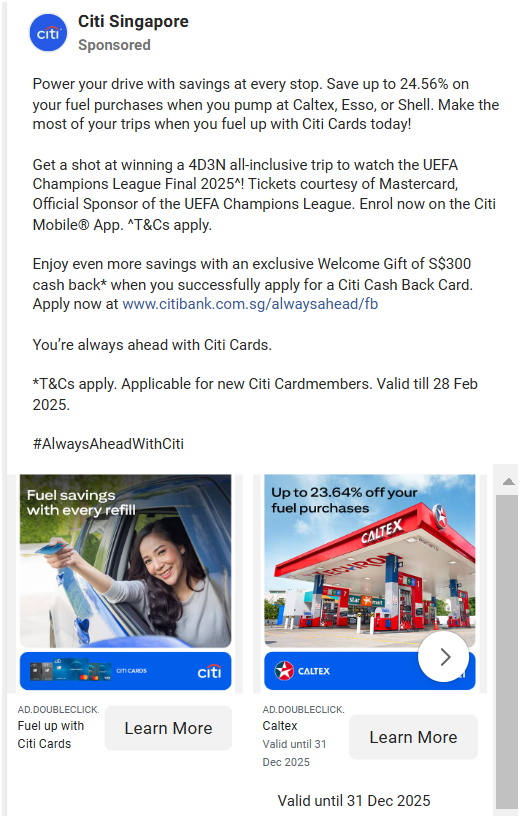 Citi Singapore
Sponsored
Power your drive with savings at every stop. Save up to 24.56% on
your fuel purchases when you pump at Caltex, Esso, or Shell. Make the
most of your trips when you fuel up with Citi Cards today!
Get a shot at winning a 4D3N all-inclusive trip to watch the UEFA
Champions League Final 2025^! Tickets courtesy of Mastercard,
Official Sponsor of the UEFA Champions League. Enrol now on the Citi
Mobile® App. ^T&Cs apply.
Enjoy even more savings with an exclusive Welcome Gift of S$300
cash back* when you successfully apply for a Citi Cash Back Card.
Apply now at www.citibank.com.sg/alwaysahead/fb
You’re always ahead with Citi Cards.
*T&Cs apply. Applicable for new Citi Cardmembers. Valid till 28 Feb
2025.
#AlwaysAheadWithCiti
Fuel savings
with every refill
CITI CARDS
citi
Up to 23.64% off your
fuel purchases
CALTEX
TECHRON
star mart
CALTEX
AD.DOUBLECLICK.
Fuel up with
Citi Cards
Learn More
AD.DOUBLECLICK.
Caltex
Valid until 31
Dec 2025
Learn More
Valid until 31 Dec 2025